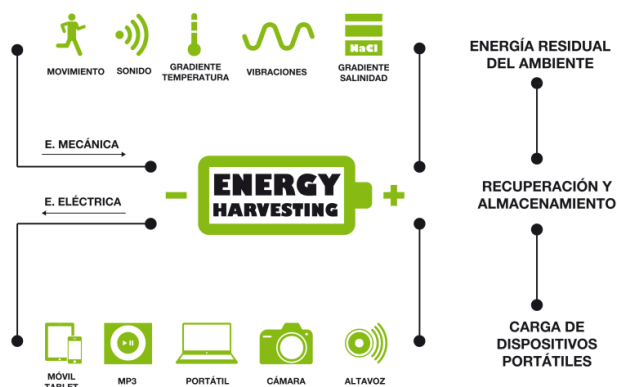 MOVIMIENTO
SONIDO
GRADIENTE
TEMPERATURA
VIBRACIONES
NaCl
GRADIENTE
SALINIDAD
ENERGÍA RESIDUAL
DEL AMBIENTE
E. MECÁNICA
E. ELÉCTRICA
ENERGY
HARVESTING
RECUPERACIÓN Y
ALMACENAMIENTO
MÓVIL
TABLET
MP3
PORTÁTIL
CÁMARA
ALTAVOZ
CARGA DE
DISPOSITIVOS
PORTÁTILES